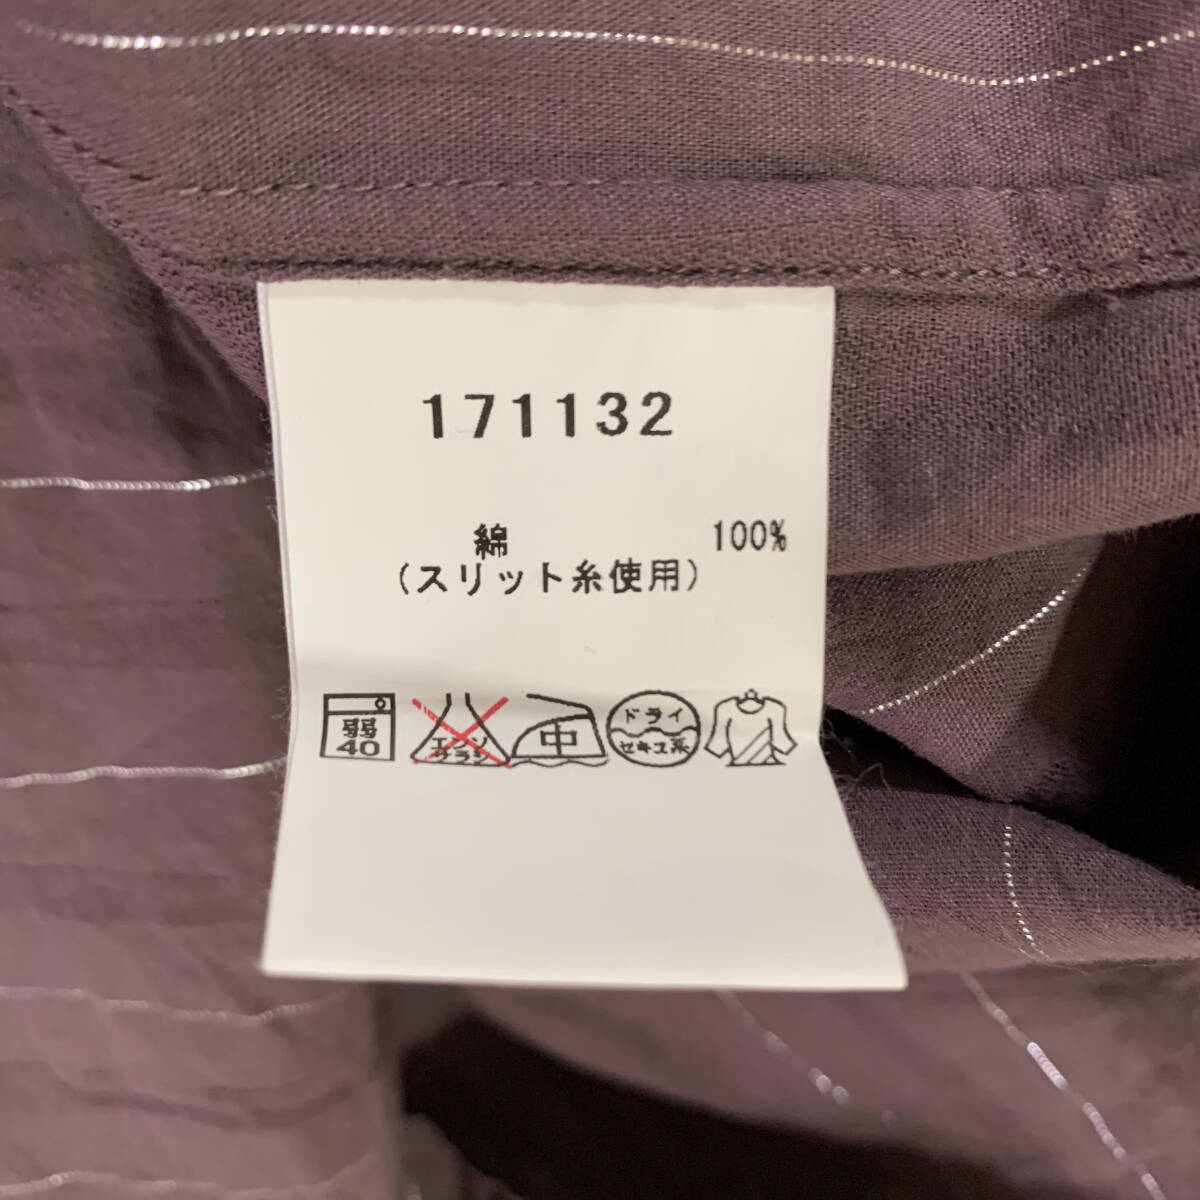 171132
綿 100%
(スリット糸使用)
弱
40
エンソ
サラシ
中
ドライ
セキユ系